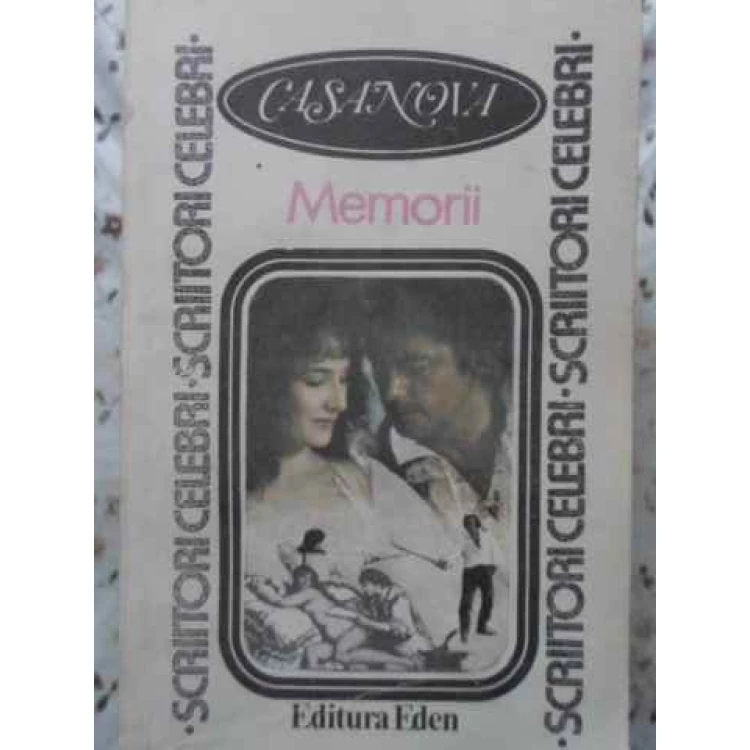 CASANOVA
Memorii
·SCRIITORI CELEBRI·SCRIITORI CELEBRI·
·SCRIITORI CELEBRI·SCRIITORI CELEBRI·
Editura Eden